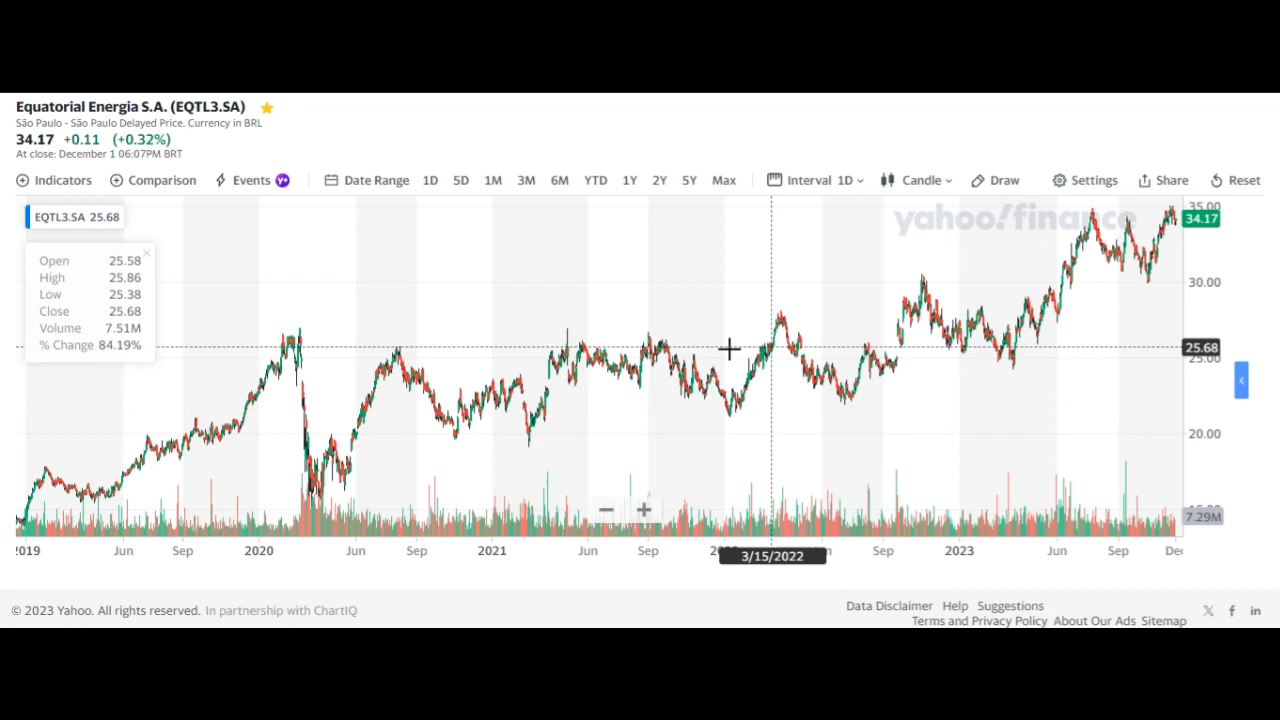 Equatorial Energia S.A. (EQTL3.SA)
São Paulo - São Paulo Delayed Price. Currency in BRL
34.17 +0.11 (+0.32%)
At close: December 1 06:07PM BRT
Indicators Comparison Events Y+ Date Range 1D 5D 1M 3M 6M YTD 1Y 2Y 5Y Max Interval 1D Candle Draw Settings Share Reset
EQTL3.SA 25.68
yahoo!finance
35.00
34.17
Open 25.58
High 25.86
Low 25.38
Close 25.68
Volume 7.51M
% Change 84.19%
30.00
25.68
25.00
20.00
7.29M
2019 Jun Sep 2020 Jun Sep 2021 Jun Sep Sep 2023 Jun Sep Dec
3/15/2022
© 2023 Yahoo. All rights reserved. In partnership with ChartIQ
Data Disclaimer Help Suggestions
Terms and Privacy Policy About Our Ads Sitemap